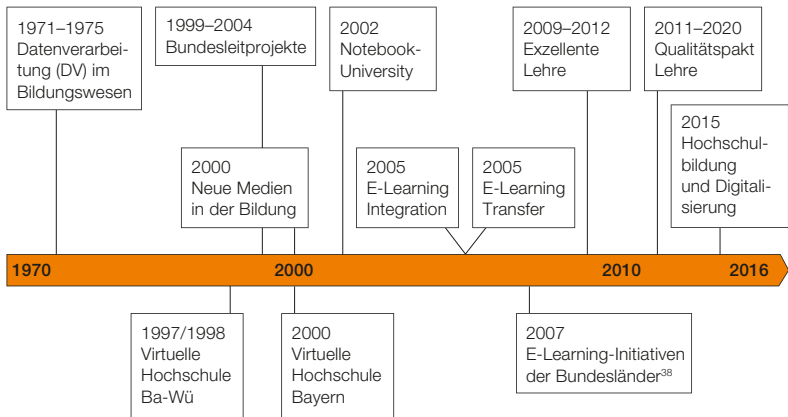 1971–1975
Datenverarbei-
tung (DV) im
Bildungswesen
1999–2004
Bundesleitprojekte
2002
Notebook-
University
2009–2012
Exzellente
Lehre
2011–2020
Qualitätspakt
Lehre
2000
Neue Medien
in der Bildung
2005
E-Learning
Integration
2005
E-Learning
Transfer
2015
Hochschul-
bildung
und Digitali-
sierung
1970 2000 2010 2016
1997/1998
Virtuelle
Hochschule
Ba-Wü
2000
Virtuelle
Hochschule
Bayern
2007
E-Learning-Initiativen
der Bundesländer³⁸